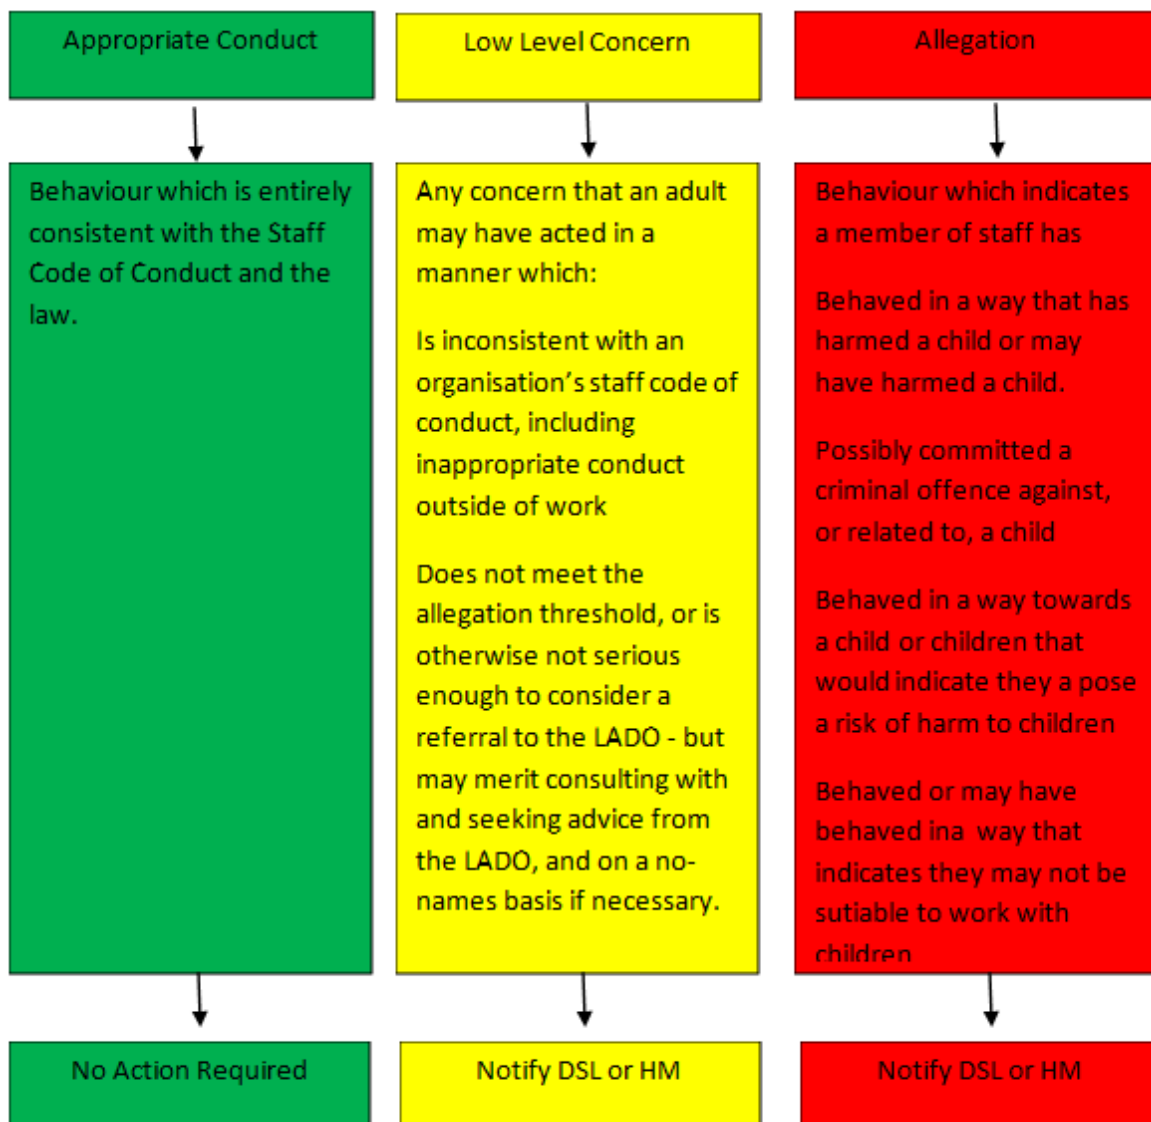 Appropriate Conduct
Low Level Concern
Allegation
Behaviour which is entirely
consistent with the Staff
Code of Conduct and the
law.
Any concern that an adult
may have acted in a
manner which:
Is inconsistent with an
organisation’s staff code of
conduct, including
inappropriate conduct
outside of work
Does not meet the
allegation threshold, or is
otherwise not serious
enough to consider a
referral to the LADO - but
may merit consulting with
and seeking advice from
the LADO, and on a no-
names basis if necessary.
Behaviour which indicates
a member of staff has
Behaved in a way that has
harmed a child or may
have harmed a child.
Possibly committed a
criminal offence against,
or related to, a child
Behaved in a way towards
a child or children that
would indicate they a pose
a risk of harm to children
Behaved or may have
behaved ina  way that
indicates they may not be
sutiable to work with
children
No Action Required
Notify DSL or HM
Notify DSL or HM